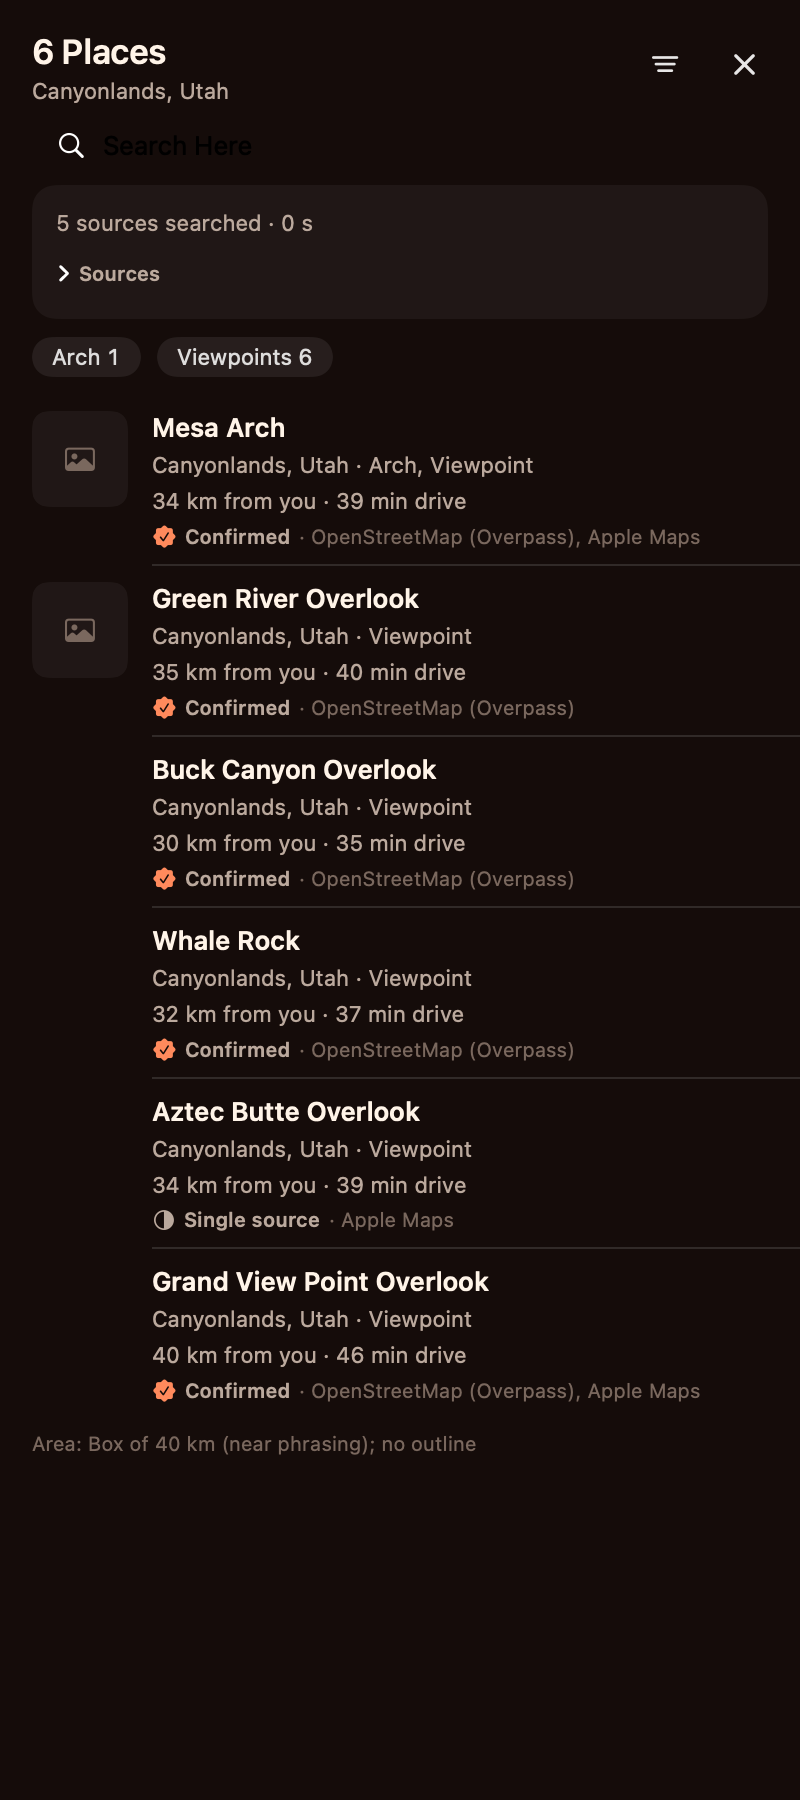 6 Places
Canyonlands, Utah
Search Here
5 sources searched · 0 s
Sources
Arch 1
Viewpoints 6
Mesa Arch
Canyonlands, Utah · Arch, Viewpoint
34 km from you · 39 min drive
Confirmed · OpenStreetMap (Overpass), Apple Maps
Green River Overlook
Canyonlands, Utah · Viewpoint
35 km from you · 40 min drive
Confirmed · OpenStreetMap (Overpass)
Buck Canyon Overlook
Canyonlands, Utah · Viewpoint
30 km from you · 35 min drive
Confirmed · OpenStreetMap (Overpass)
Whale Rock
Canyonlands, Utah · Viewpoint
32 km from you · 37 min drive
Confirmed · OpenStreetMap (Overpass)
Aztec Butte Overlook
Canyonlands, Utah · Viewpoint
34 km from you · 39 min drive
Single source · Apple Maps
Grand View Point Overlook
Canyonlands, Utah · Viewpoint
40 km from you · 46 min drive
Confirmed · OpenStreetMap (Overpass), Apple Maps
Area: Box of 40 km (near phrasing); no outline